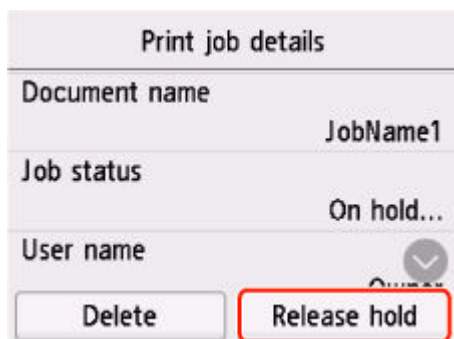 Print job details
Document name
JobName1
Job status
On hold...
User name
Delete
Release hold